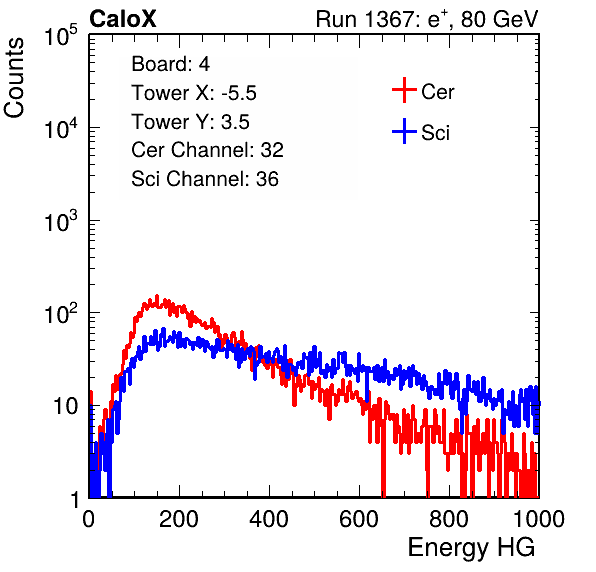 CaloX Run 1367: e⁺, 80 GeV
Board: 4
Tower X: -5.5
Tower Y: 3.5
Cer Channel: 32
Sci Channel: 36
Cer
Sci
Counts
10⁵
10⁴
10³
10²
10
1
0 200 400 600 800 1000
Energy HG